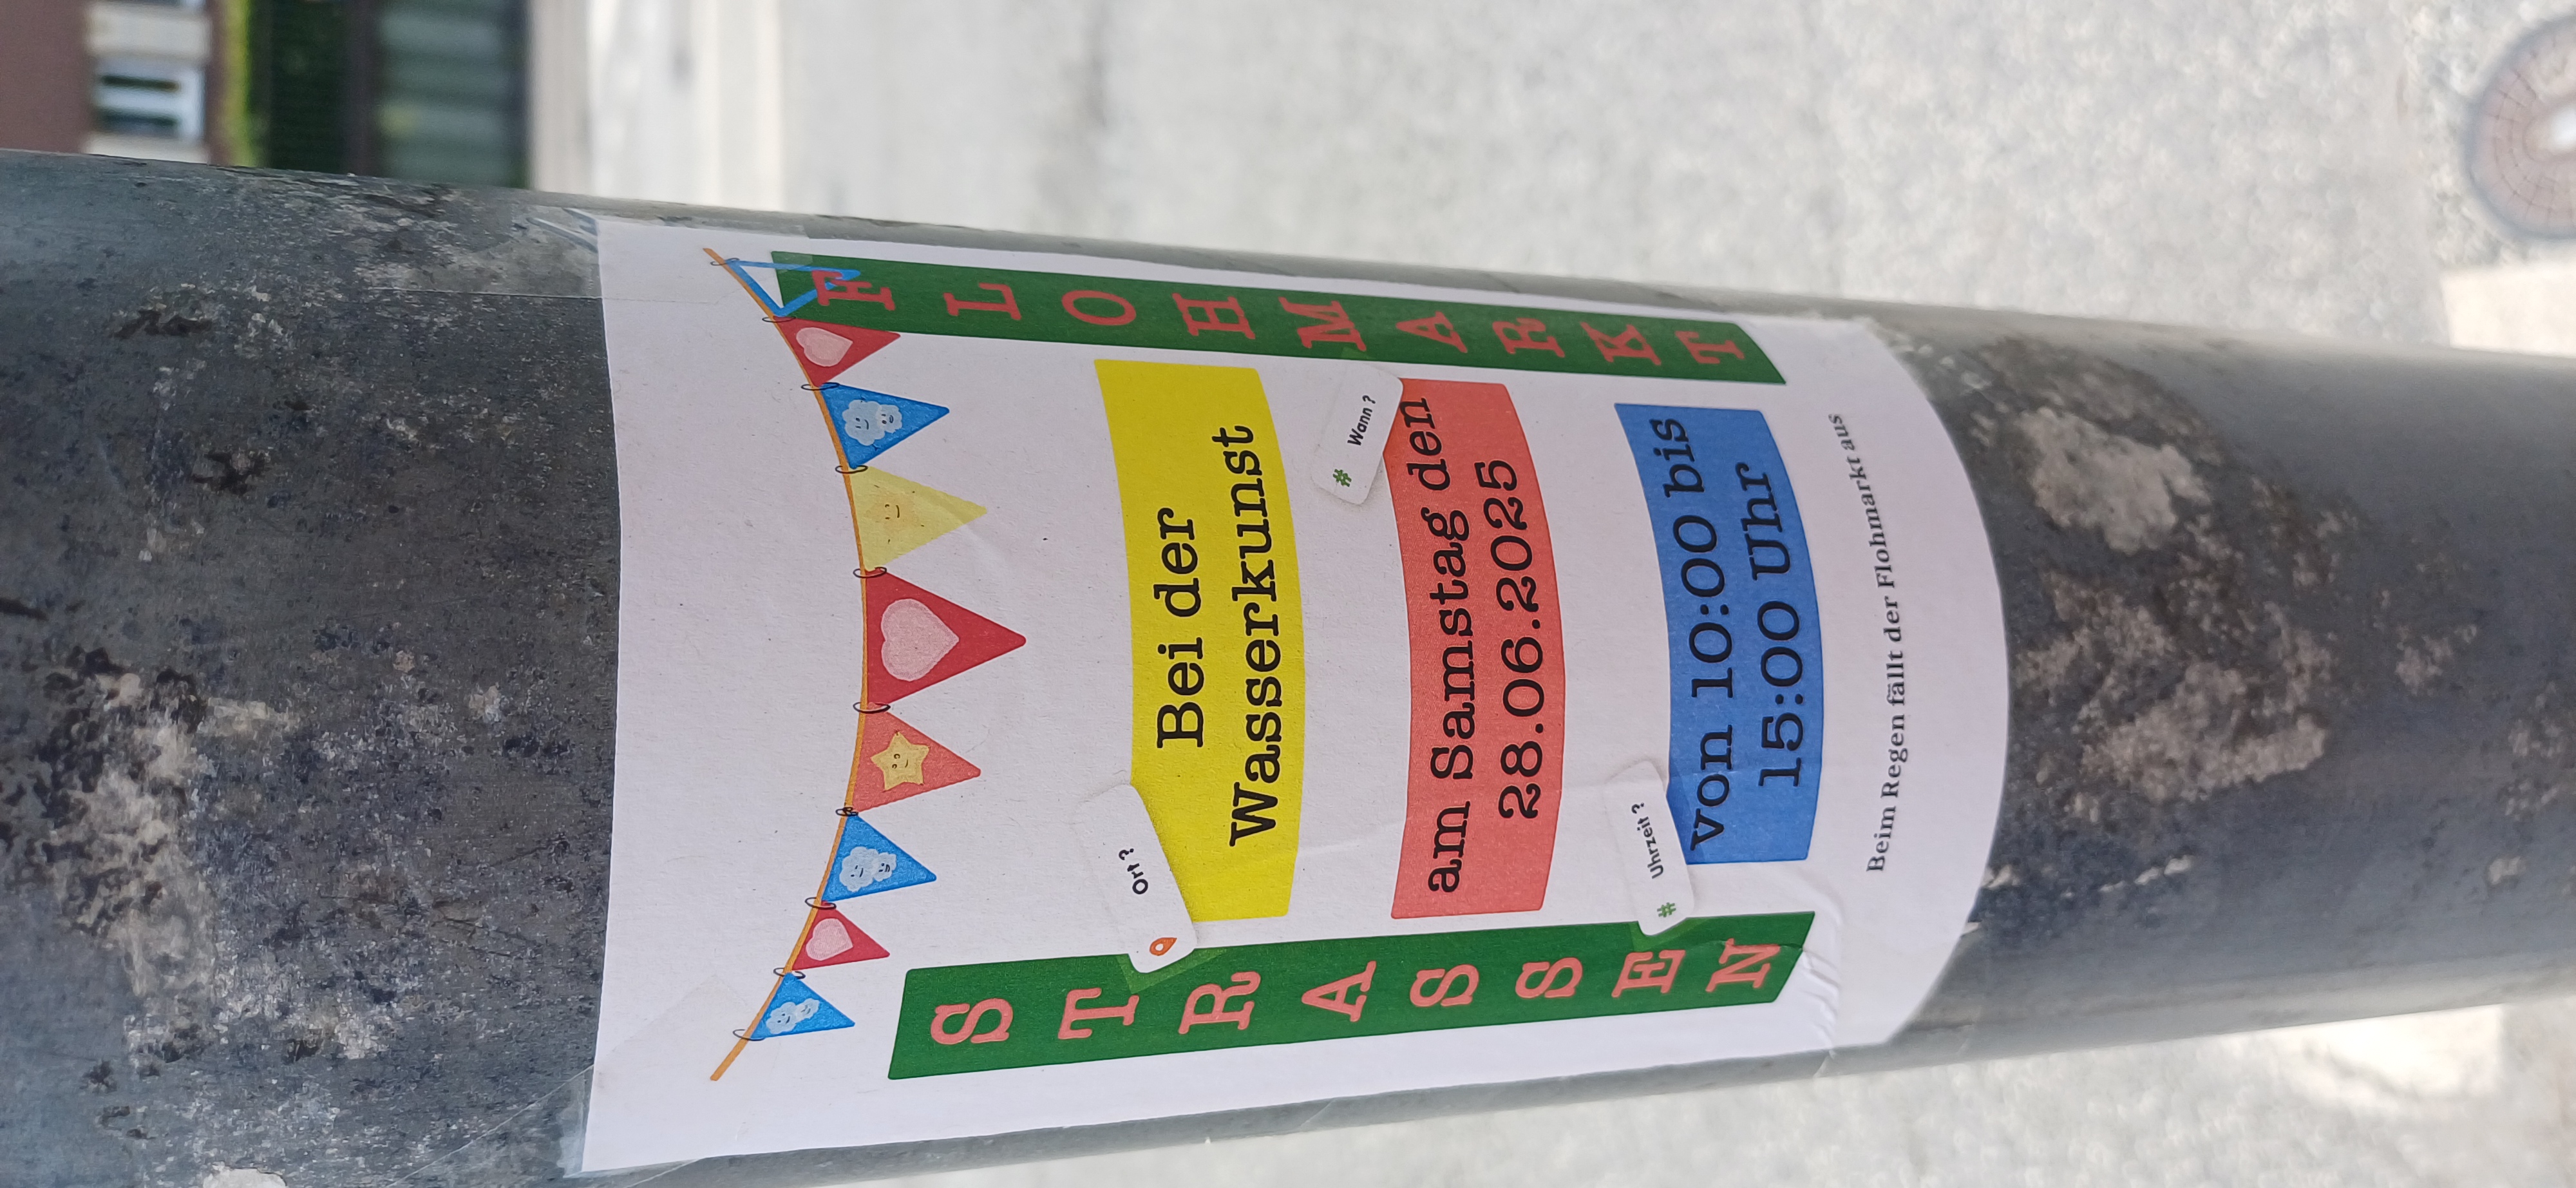 STRASSEN
FLOHMARKT
Ort ?
Bei der
Wasserkunst
# Wann ?
am Samstag den
28.06.2025
# Uhrzeit ?
von 10:00 bis
15:00 Uhr
Beim Regen fällt der Flohmarkt aus